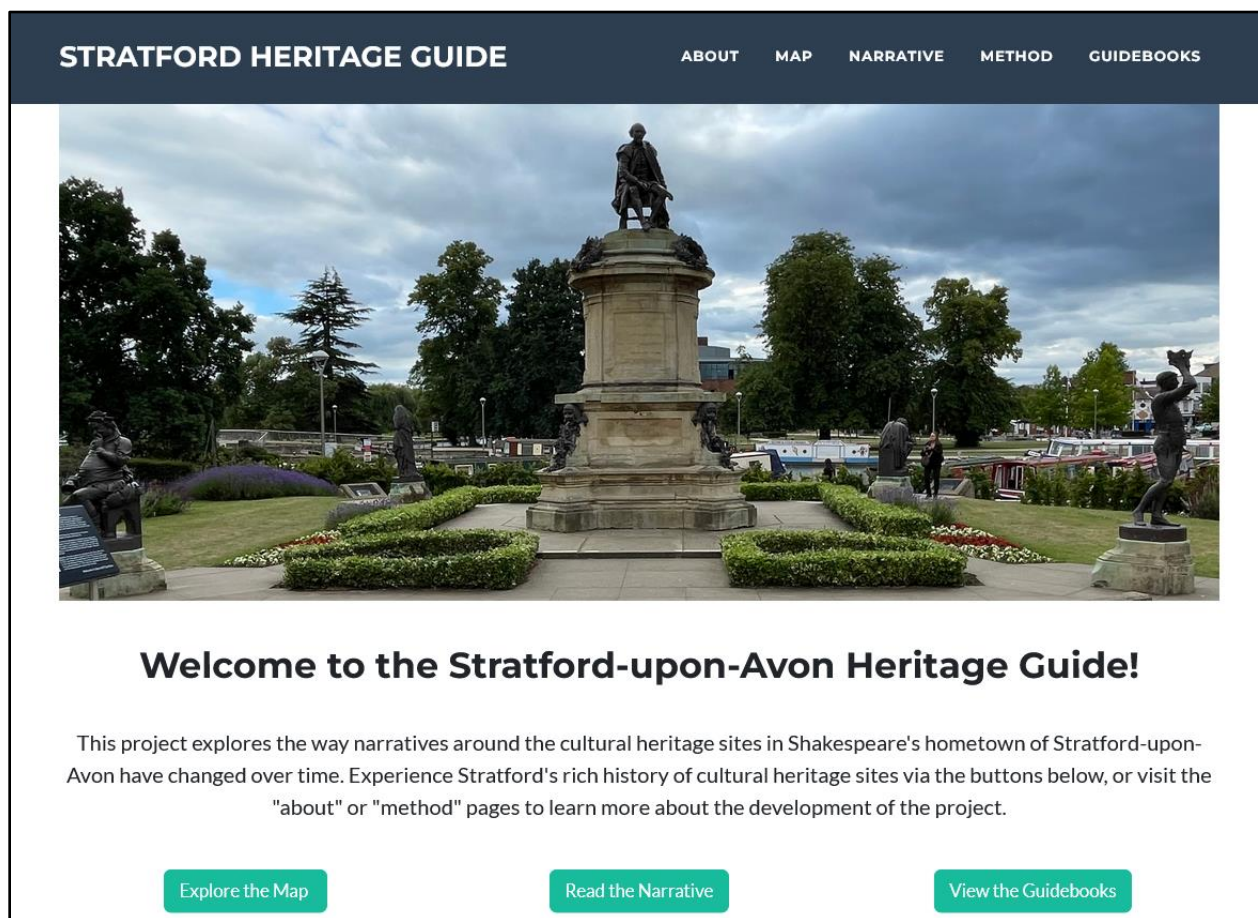 STRATFORD HERITAGE GUIDE
ABOUT MAP NARRATIVE METHOD GUIDEBOOKS
Welcome to the Stratford-upon-Avon Heritage Guide!
This project explores the way narratives around the cultural heritage sites in Shakespeare's hometown of Stratford-upon-
Avon have changed over time. Experience Stratford's rich history of cultural heritage sites via the buttons below, or visit the
"about" or "method" pages to learn more about the development of the project.
Explore the Map
Read the Narrative
View the Guidebooks